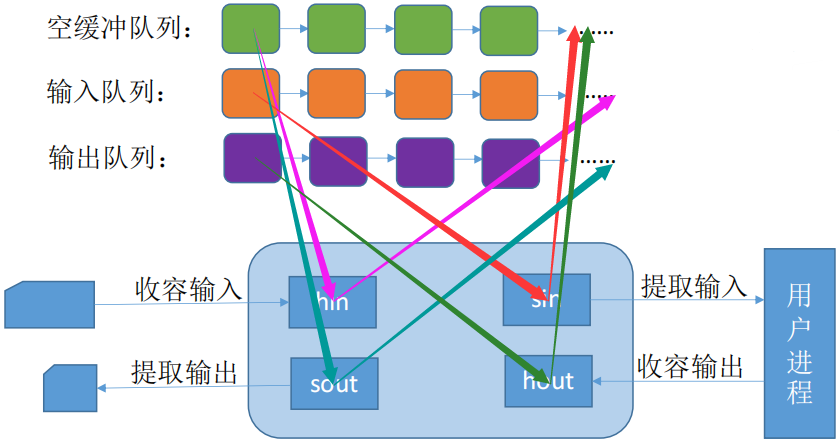 空缓冲队列：
……
输入队列：
……
输出队列：
……
收容输入
hin
sin
提取输入
用户进程
提取输出
sout
hout
收容输出